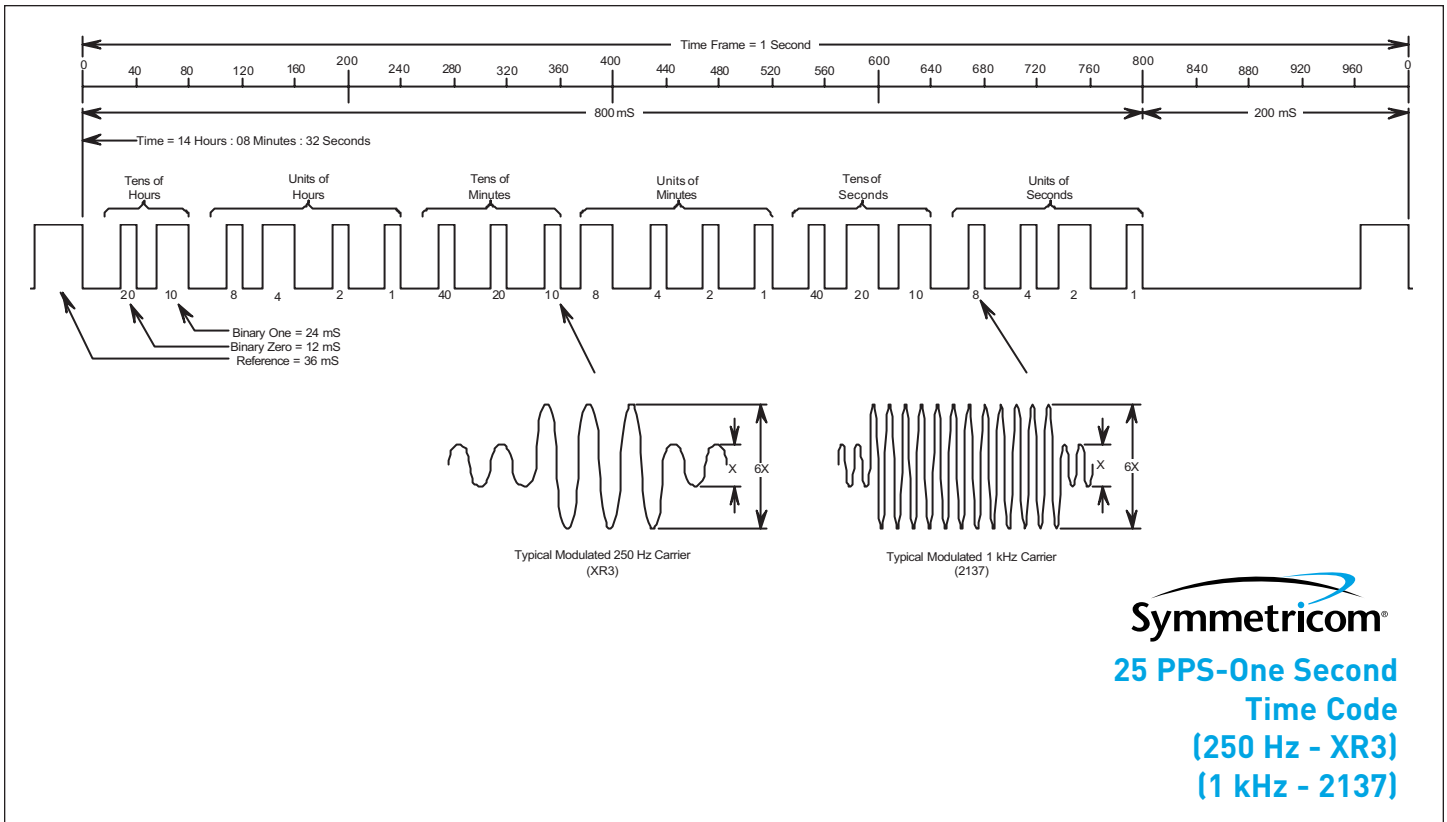 Time Frame = 1 Second
0 40 80 120 160 200 240 280 320 360 400 440 480 520 560 600 640 680 720 760 800 840 880 920 960 0
800 mS 200 mS
Time = 14 Hours : 08 Minutes : 32 Seconds
Tens of Hours
Units of Hours
Tens of Minutes
Units of Minutes
Tens of Seconds
Units of Seconds
20 10 8 4 2 1 40 20 10 8 4 2 1 40 20 10 8 4 2 1
Binary One = 24 mS
Binary Zero = 12 mS
Reference = 36 mS
X 6X
X 6X
Typical Modulated 250 Hz Carrier
(XR3)
Typical Modulated 1 kHz Carrier
(2137)
Symmetricom®
25 PPS-One Second
Time Code
(250 Hz - XR3)
(1 kHz - 2137)